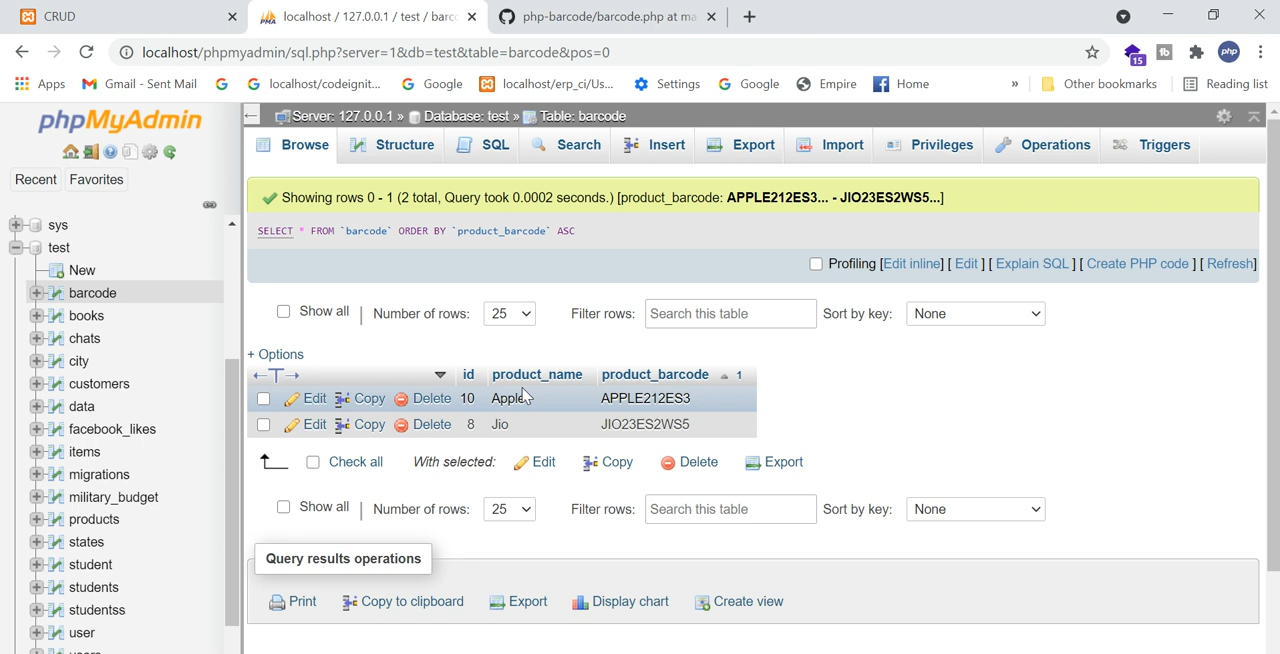 CRUD
localhost / 127.0.0.1 / test / barc
php-barcode/barcode.php at ma
localhost/phpmyadmin/sql.php?server=1&db=test&table=barcode&pos=0
15
tb
php
Apps
Gmail - Sent Mail
localhost/codeignit...
Google
localhost/erp_ci/Us...
Settings
Google
Empire
Home
»
Other bookmarks
Reading list
phpMyAdmin
Recent
Favorites
sys
test
New
barcode
books
chats
city
customers
data
facebook_likes
items
migrations
military_budget
products
states
student
students
studentss
user
Server: 127.0.0.1 » Database: test » Table: barcode
Browse
Structure
SQL
Search
Insert
Export
Import
Privileges
Operations
Triggers
Showing rows 0 - 1 (2 total, Query took 0.0002 seconds.) [product_barcode: APPLE212ES3... - JIO23ES2WS5...]
SELECT * FROM `barcode` ORDER BY `product_barcode` ASC
Profiling [Edit inline] [ Edit ] [ Explain SQL ] [ Create PHP code ] [ Refresh]
Show all | Number of rows: 25 Filter rows: Search this table Sort by key: None
+ Options
←T→ id product_name product_barcode 1
Edit Copy Delete 10 Apple APPLE212ES3
Edit Copy Delete 8 Jio JIO23ES2WS5
Check all With selected: Edit Copy Delete Export
Show all | Number of rows: 25 Filter rows: Search this table Sort by key: None
Query results operations
Print Copy to clipboard Export Display chart Create view